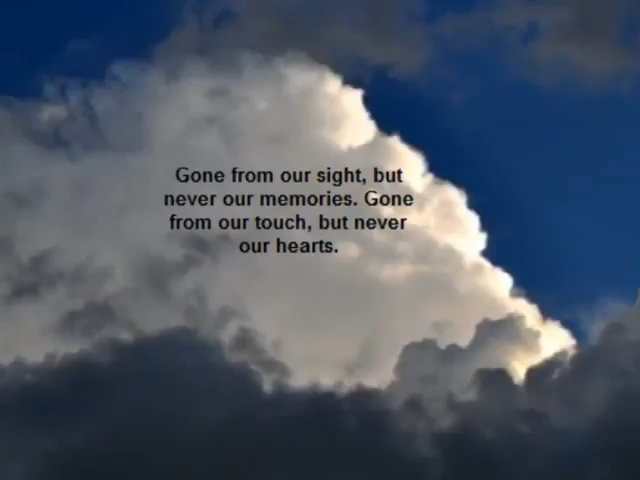 Gone from our sight, but
never our memories. Gone
from our touch, but never
our hearts.